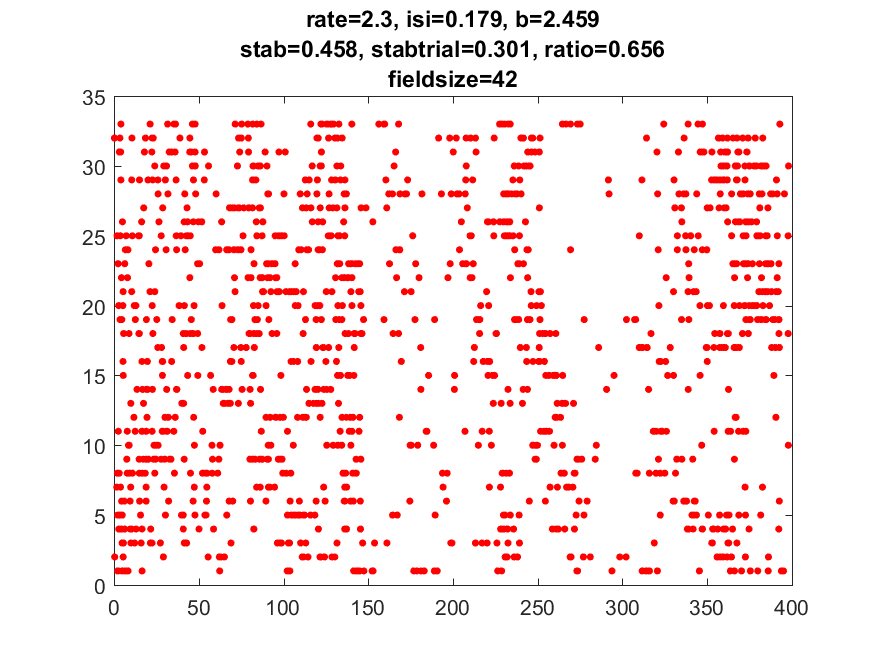 rate=2.3, isi=0.179, b=2.459
stab=0.458, stabtrial=0.301, ratio=0.656
fieldsize=42
35
30
25
20
15
10
5
0
0 50 100 150 200 250 300 350 400